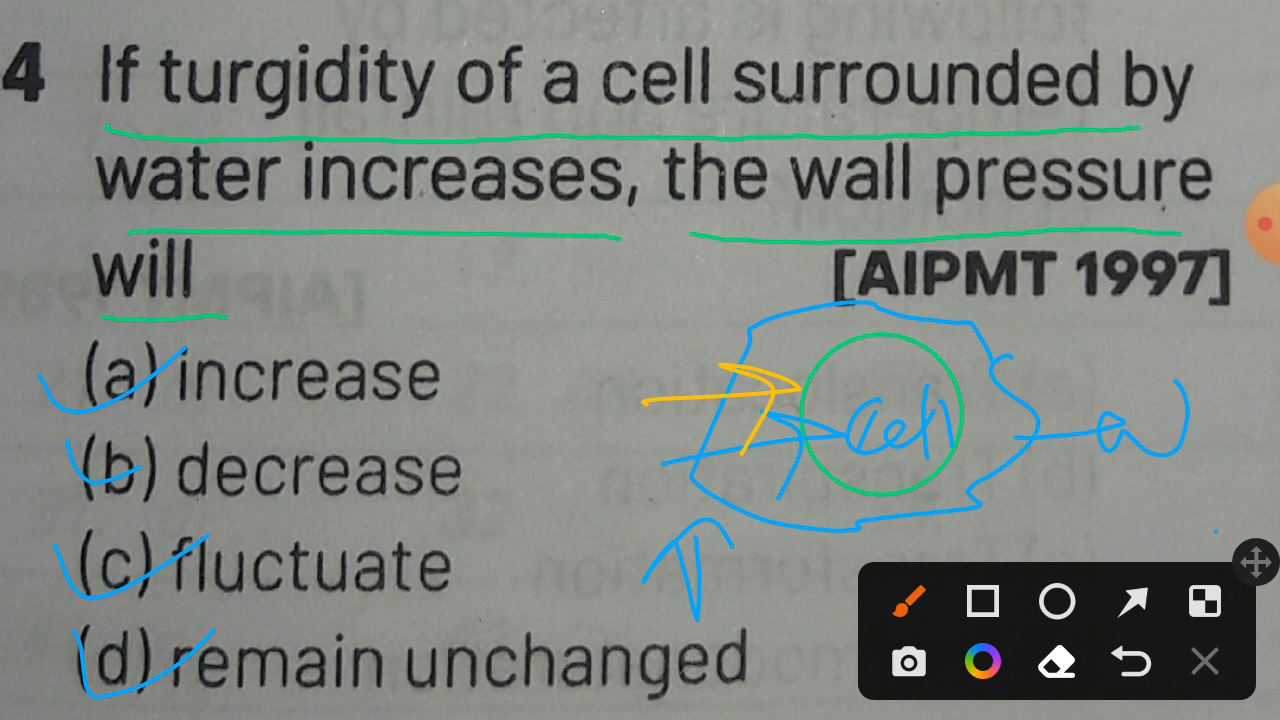 4 If turgidity of a cell surrounded by
water increases, the wall pressure
will [AIPMT 1997]
(a) increase
(b) decrease
(c) fluctuate
(d) remain unchanged
cell